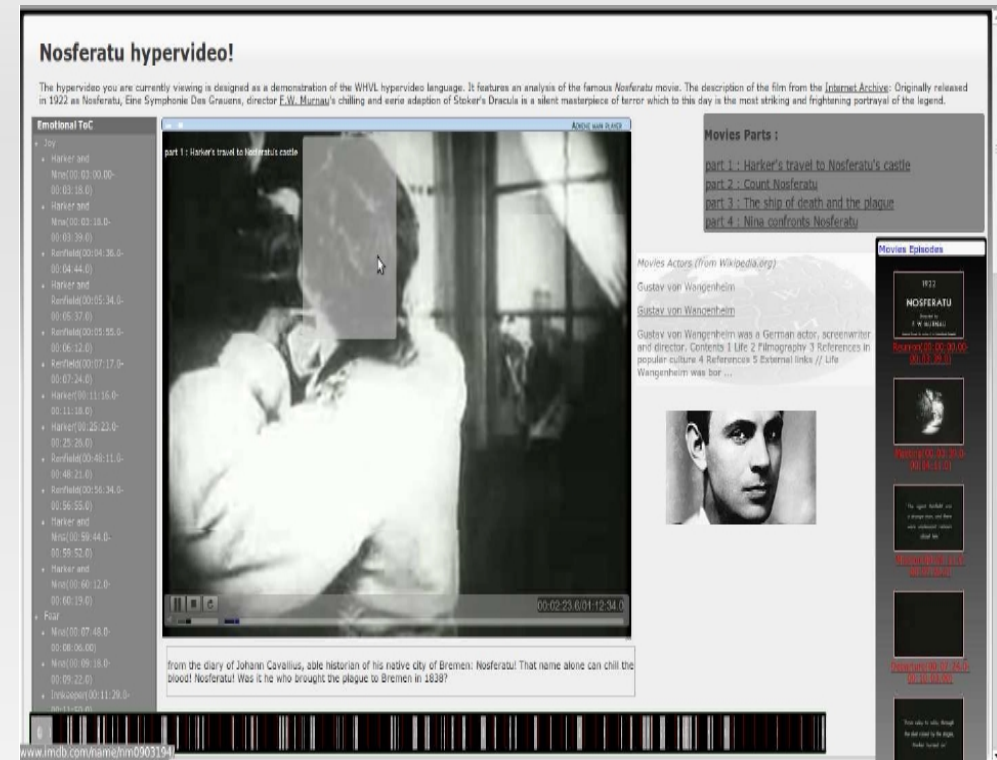 Nosferatu hypervideo!
The hypervideo you are currently viewing is designed as a demonstration of the WHVL hypervideo language. It features an analysis of the famous Nosferatu movie. The description of the film from the Internet Archive: Originally released
in 1922 as Nosferatu, Eine Symphonie Des Grauens, director F.W. Murnau's chilling and eerie adaption of Stoker's Dracula is a silent masterpiece of terror which to this day is the most striking and frightening portrayal of the legend.
Emotional ToC
Joy
Harker and
Nina(00:03:00.00-
00:03:18.0)
Harker and
Nina(00:03:18.0-
00:03:39.0)
Renfield(00:04:36.0-
00:04:44.0)
Harker and
Renfield(00:05:34.0-
00:05:37.0)
Renfield(00:05:55.0-
00:06:12.0)
Renfield(00:07:17.0-
00:07:24.0)
Harker(00:11:16.0-
00:11:18.0)
Harker(00:25:23.0-
00:25:26.0)
Renfield(00:48:11.0-
00:48:21.0)
Renfield(00:56:34.0-
00:56:55.0)
Harker and
Nina(00:59:44.0-
00:59:52.0)
Harker and
Nina(00:60:12.0-
00:60:19.0)
Fear
Nina(00:07:48.0-
00:08:06.00)
Nina(00:09:18.0-
00:09:22.0)
Innkeeper(00:11:29.0-
part 1 : Harker's travel to Nosferatu's castle
00:02:23.6/01:12:34.0
from the diary of Johann Cavallius, able historian of his native city of Bremen: Nosferatu! That name alone can chill the
blood! Nosferatu! Was it he who brought the plague to Bremen in 1838?
Movies Parts :
part 1 : Harker's travel to Nosferatu's castle
part 2 : Count Nosferatu
part 3 : The ship of death and the plague
part 4 : Nina confronts Nosferatu
Movies Actors (from Wikipedia.org)
Gustav von Wangenheim
Gustav von Wangenheim
Gustav von Wangenheim was a German actor, screenwriter
and director. Contents 1 Life 2 Filmography 3 References in
popular culture 4 References 5 External links // Life
Wangenheim was bor ...
Movies Episodes
1922
NOSFERATU
F. W. MURNAU
www.imdb.com/name/nm0903194